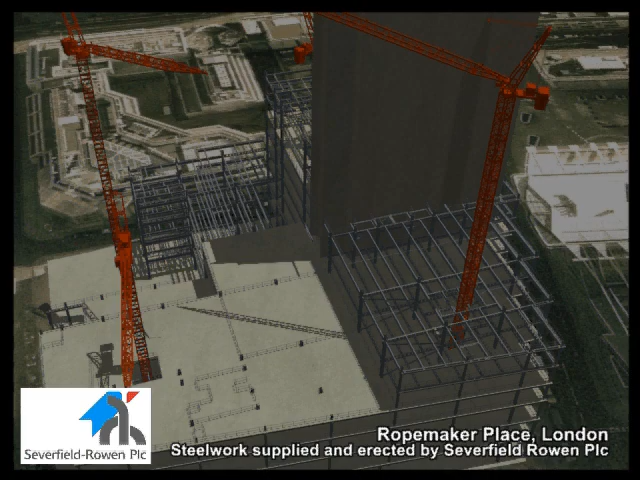 Ropemaker Place, London
Severfield-Rowen Plc
Steelwork supplied and erected by Severfield Rowen Plc